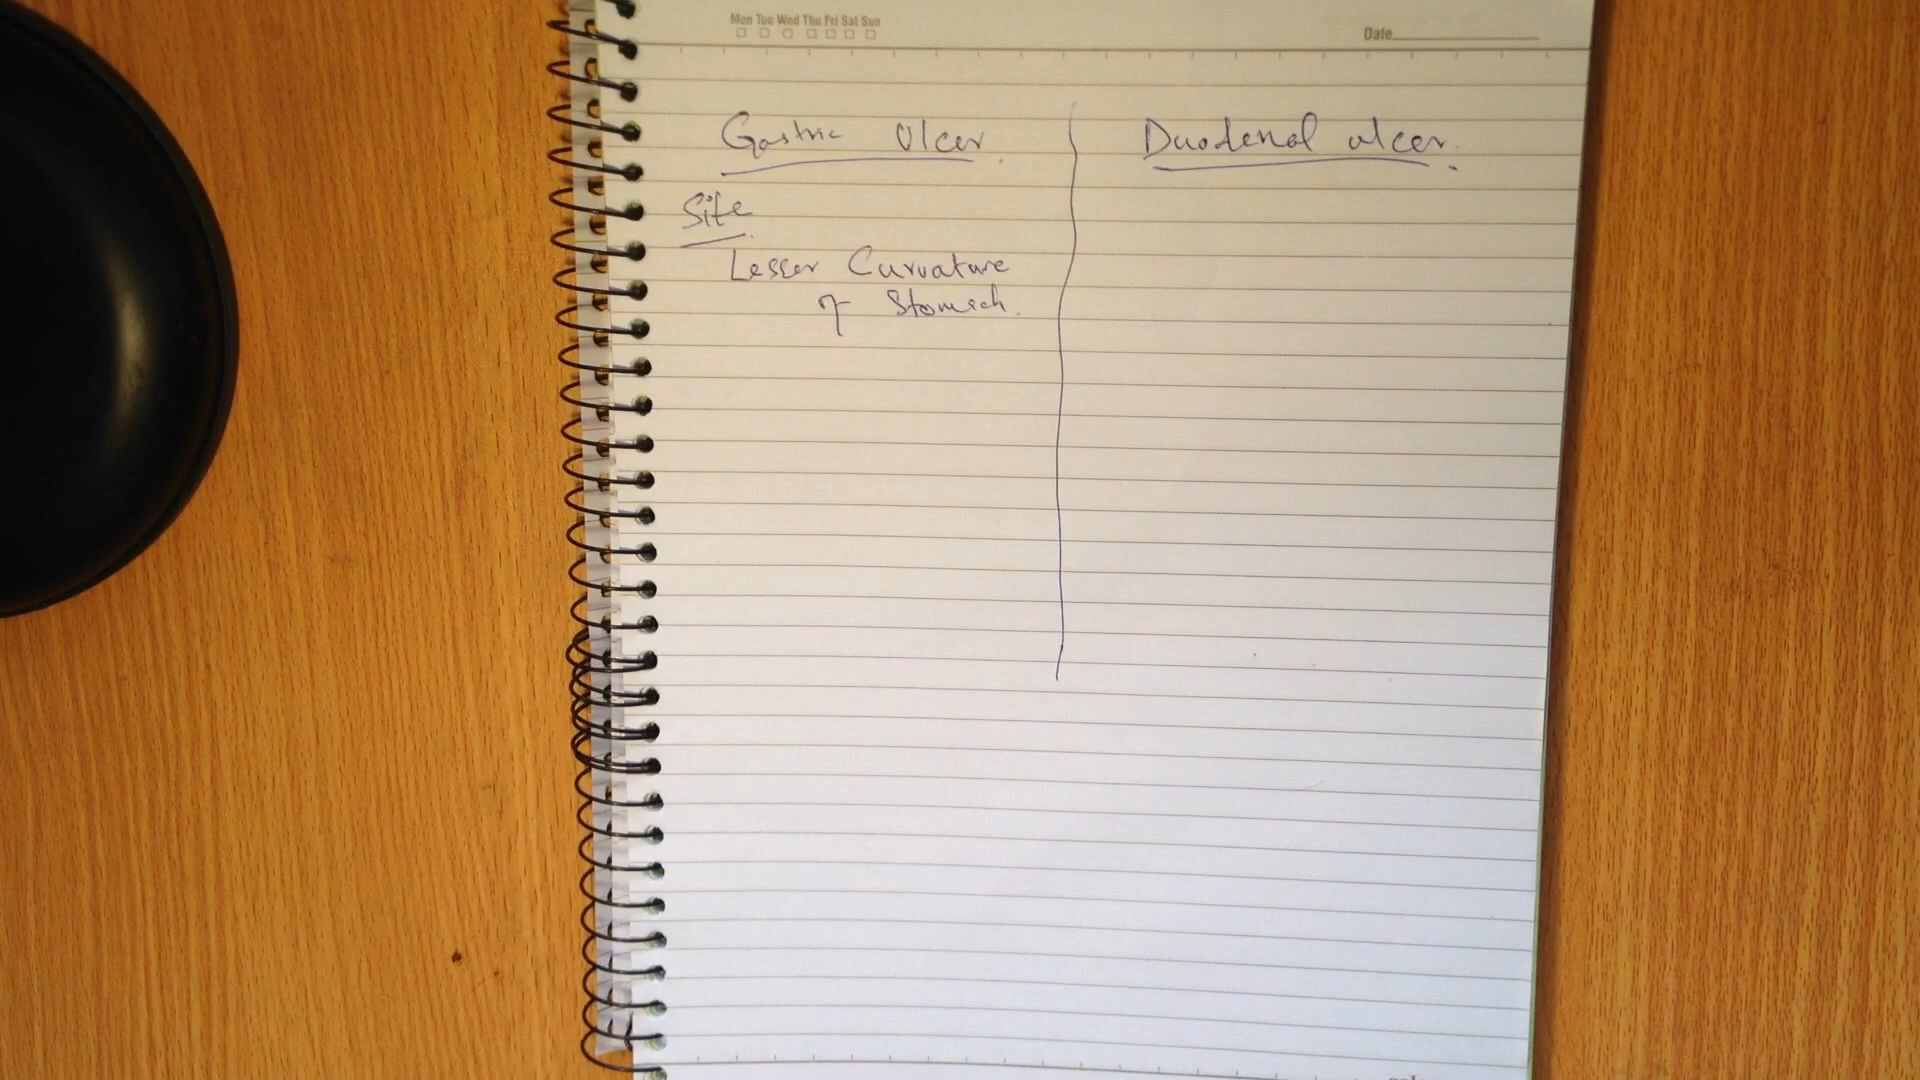 Mon Tue Wed Thu Fri Sat Sun
Date
Gastric Ulcer.
Duodenal ulcer.
Site
Lesser Curvature
of Stomach.